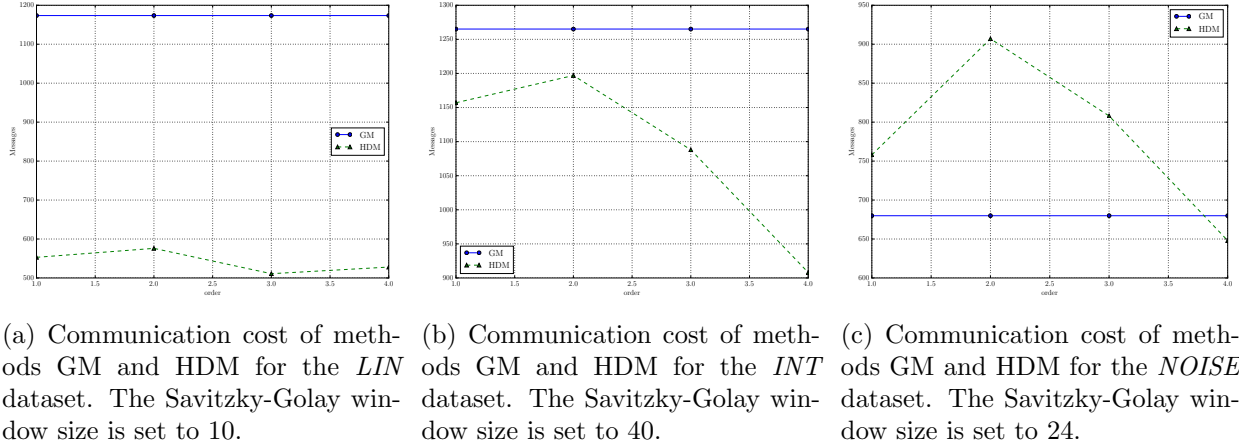 1200
1100
1000
900
800
700
600
500
Messages
GM
HDM
1.0 1.5 2.0 2.5 3.0 3.5 4.0
order
1300
1250
1200
1150
1100
1050
1000
950
900
Messages
GM
HDM
1.0 1.5 2.0 2.5 3.0 3.5 4.0
order
950
900
850
800
750
700
650
600
Messages
GM
HDM
1.0 1.5 2.0 2.5 3.0 3.5 4.0
order
(a) Communication cost of meth-
ods GM and HDM for the LIN
dataset. The Savitzky-Golay win-
dow size is set to 10.
(b) Communication cost of meth-
ods GM and HDM for the INT
dataset. The Savitzky-Golay win-
dow size is set to 40.
(c) Communication cost of meth-
ods GM and HDM for the NOISE
dataset. The Savitzky-Golay win-
dow size is set to 24.